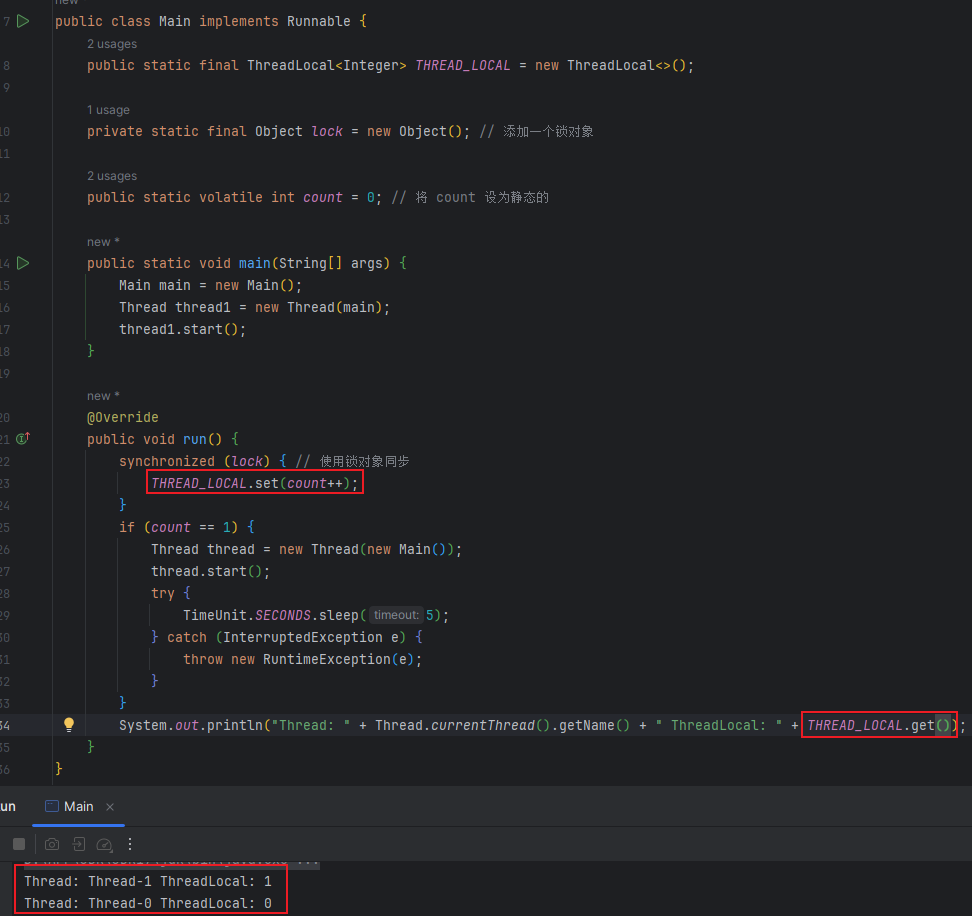 new *
7 public class Main implements Runnable {
2 usages
8 public static final ThreadLocal<Integer> THREAD_LOCAL = new ThreadLocal<>();
9
1 usage
10 private static final Object lock = new Object(); // 添加一个锁对象
11
2 usages
12 public static volatile int count = 0; // 将 count 设为静态的
13
new *
14 public static void main(String[] args) {
15 Main main = new Main();
16 Thread thread1 = new Thread(main);
17 thread1.start();
18 }
19
new *
20 @Override
21 public void run() {
22 synchronized (lock) { // 使用锁对象同步
23 THREAD_LOCAL.set(count++);
24 }
25 if (count == 1) {
26 Thread thread = new Thread(new Main());
27 thread.start();
28 try {
29 TimeUnit.SECONDS.sleep( timeout: 5);
30 } catch (InterruptedException e) {
31 throw new RuntimeException(e);
32 }
33 }
34 System.out.println("Thread: " + Thread.currentThread().getName() + " ThreadLocal: " + THREAD_LOCAL.get());
35 }
36 }
un Main ×
Thread: Thread-1 ThreadLocal: 1
Thread: Thread-0 ThreadLocal: 0